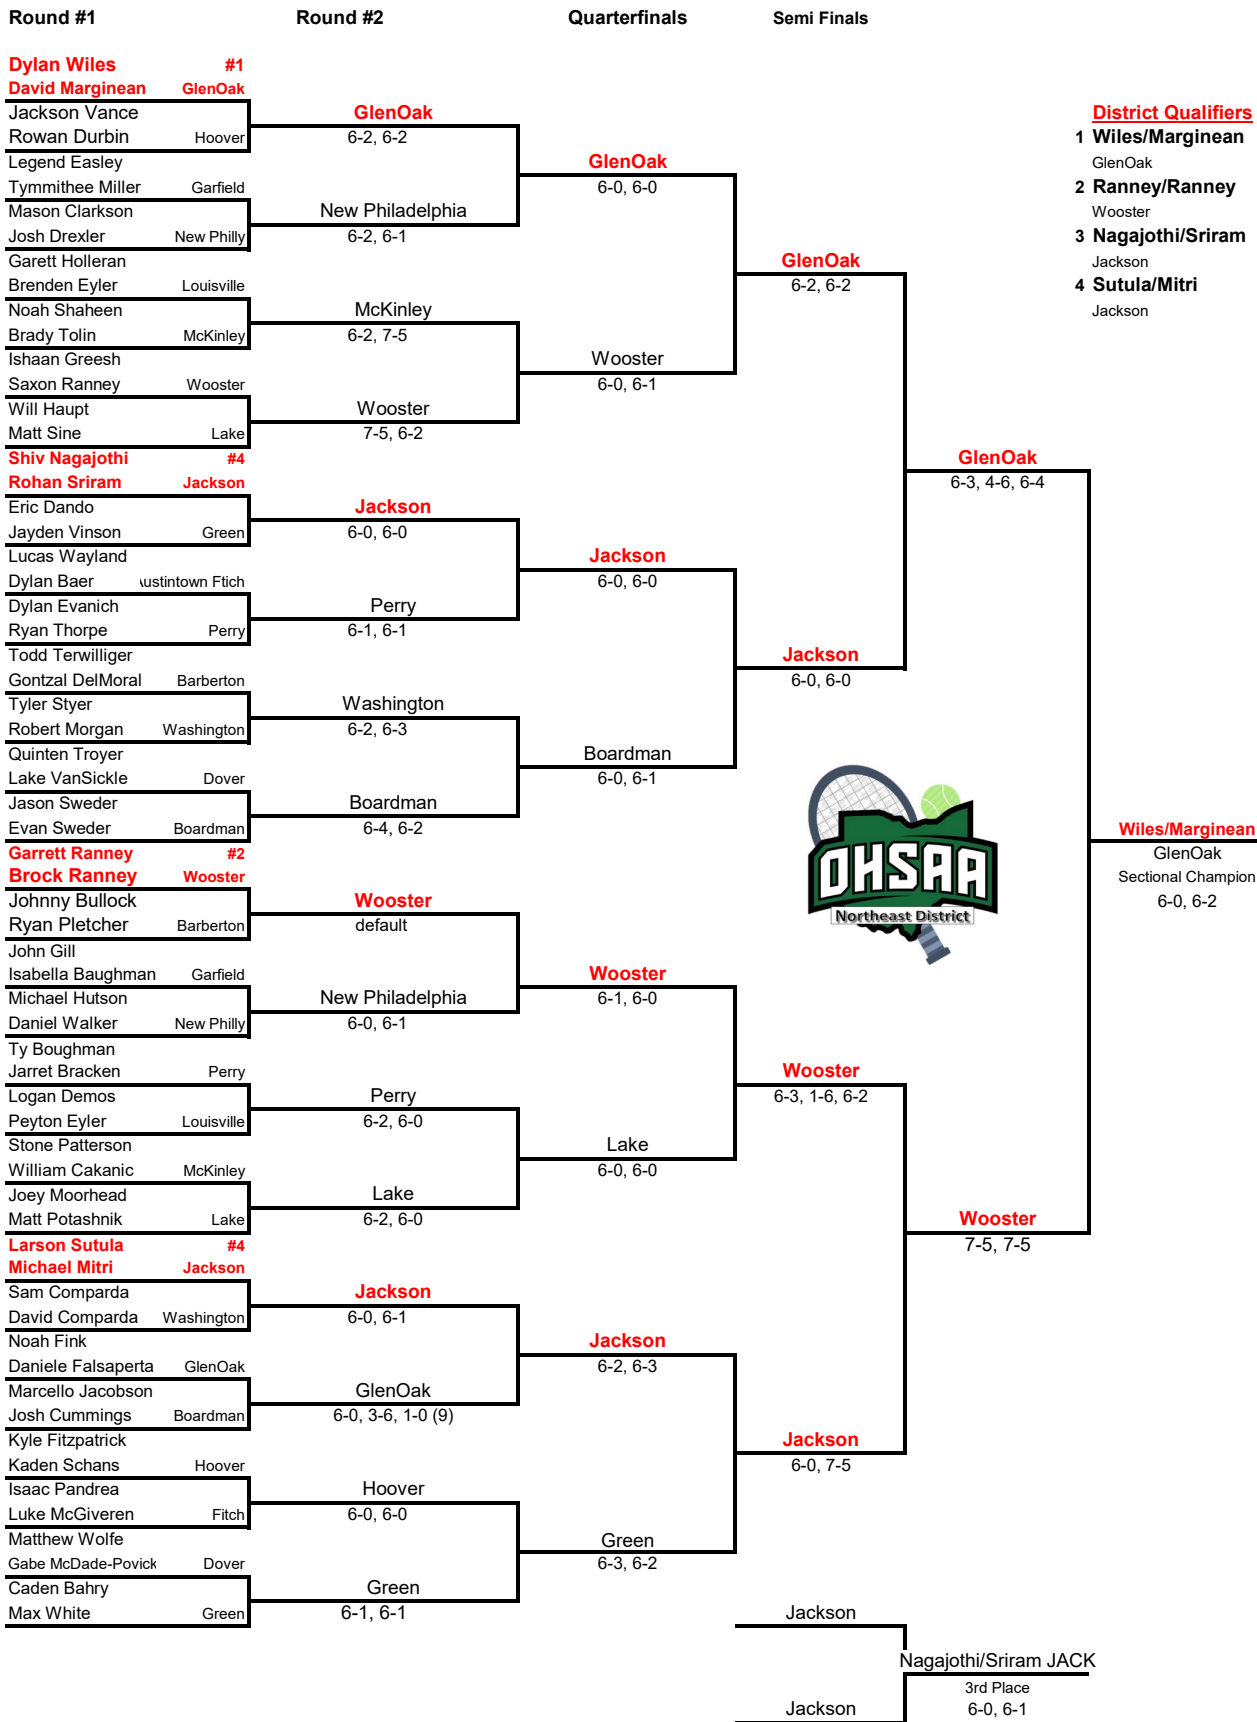 Round #1 Round #2 Quarterfinals Semi Finals
Dylan Wiles #1
David Marginean GlenOak
Jackson Vance GlenOak District Qualifiers
Rowan Durbin Hoover 6-2, 6-2 1 Wiles/Marginean
Legend Easley GlenOak GlenOak
Tymmithee Miller Garfield 6-0, 6-0 2 Ranney/Ranney
Mason Clarkson New Philadelphia Wooster
Josh Drexler New Philly 6-2, 6-1 3 Nagajothi/Sriram
Garett Holleran GlenOak Jackson
Brenden Eyler Louisville 6-2, 6-2 4 Sutula/Mitri
Noah Shaheen McKinley Jackson
Brady Tolin McKinley 6-2, 7-5
Ishaan Greesh Wooster
Saxon Ranney Wooster 6-0, 6-1
Will Haupt Wooster
Matt Sine Lake 7-5, 6-2
Shiv Nagajothi #4 GlenOak
Rohan Sriram Jackson 6-3, 4-6, 6-4
Eric Dando Jackson
Jayden Vinson Green 6-0, 6-0
Lucas Wayland Jackson
Dylan Baer ustintown Ftich 6-0, 6-0
Dylan Evanich Perry
Ryan Thorpe Perry 6-1, 6-1
Todd Terwilliger Jackson
Gontzal DelMoral Barberton 6-0, 6-0
Tyler Styer Washington
Robert Morgan Washington 6-2, 6-3
Quinten Troyer Boardman
Lake VanSickle Dover 6-0, 6-1
Jason Sweder Boardman
Evan Sweder Boardman 6-4, 6-2
OHSAA
Northeast District
Garrett Ranney #2 Wiles/Marginean
GlenOak
Brock Ranney Wooster Sectional Champion
Johnny Bullock Wooster 6-0, 6-2
Ryan Pletcher Barberton default
John Gill Wooster
Isabella Baughman Garfield 6-1, 6-0
Michael Hutson New Philadelphia
Daniel Walker New Philly 6-0, 6-1
Ty Boughman Wooster
Jarret Bracken Perry 6-3, 1-6, 6-2
Logan Demos Perry
Peyton Eyler Louisville 6-2, 6-0
Stone Patterson Lake
William Cakanic McKinley 6-0, 6-0
Joey Moorhead Lake
Matt Potashnik Lake 6-2, 6-0 Wooster
Larson Sutula #4 7-5, 7-5
Michael Mitri Jackson
Sam Comparda Jackson
David Comparda Washington 6-0, 6-1
Noah Fink Jackson
Daniele Falsaperta GlenOak 6-2, 6-3
Marcello Jacobson GlenOak
Josh Cummings Boardman 6-0, 3-6, 1-0 (9)
Kyle Fitzpatrick Jackson
Kaden Schans Hoover 6-0, 7-5
Isaac Pandrea Hoover
Luke McGiveren Fitch 6-0, 6-0
Matthew Wolfe Green
Gabe McDade-Povick Dover 6-3, 6-2
Caden Bahry Green
Max White Green 6-1, 6-1 Jackson
Nagajothi/Sriram JACK
3rd Place
Jackson 6-0, 6-1